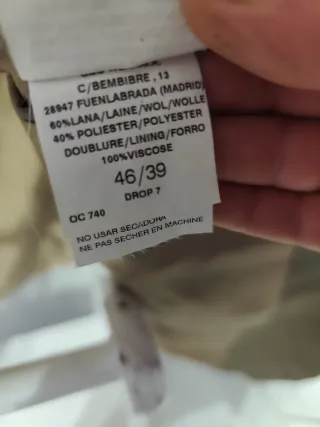 C/BEMBIBRE, 13
28947 FUENLABRADA (MADRID)
60%LANA/LAINE/WOL/WOLLE
40% POLIESTER/POLYESTER
DOUBLURE/LINING/FORRO
100%VISCOSE
46/39
DROP 7
OC 740
NO USAR SECADORA
NE PAS SECHER EN MACHINE